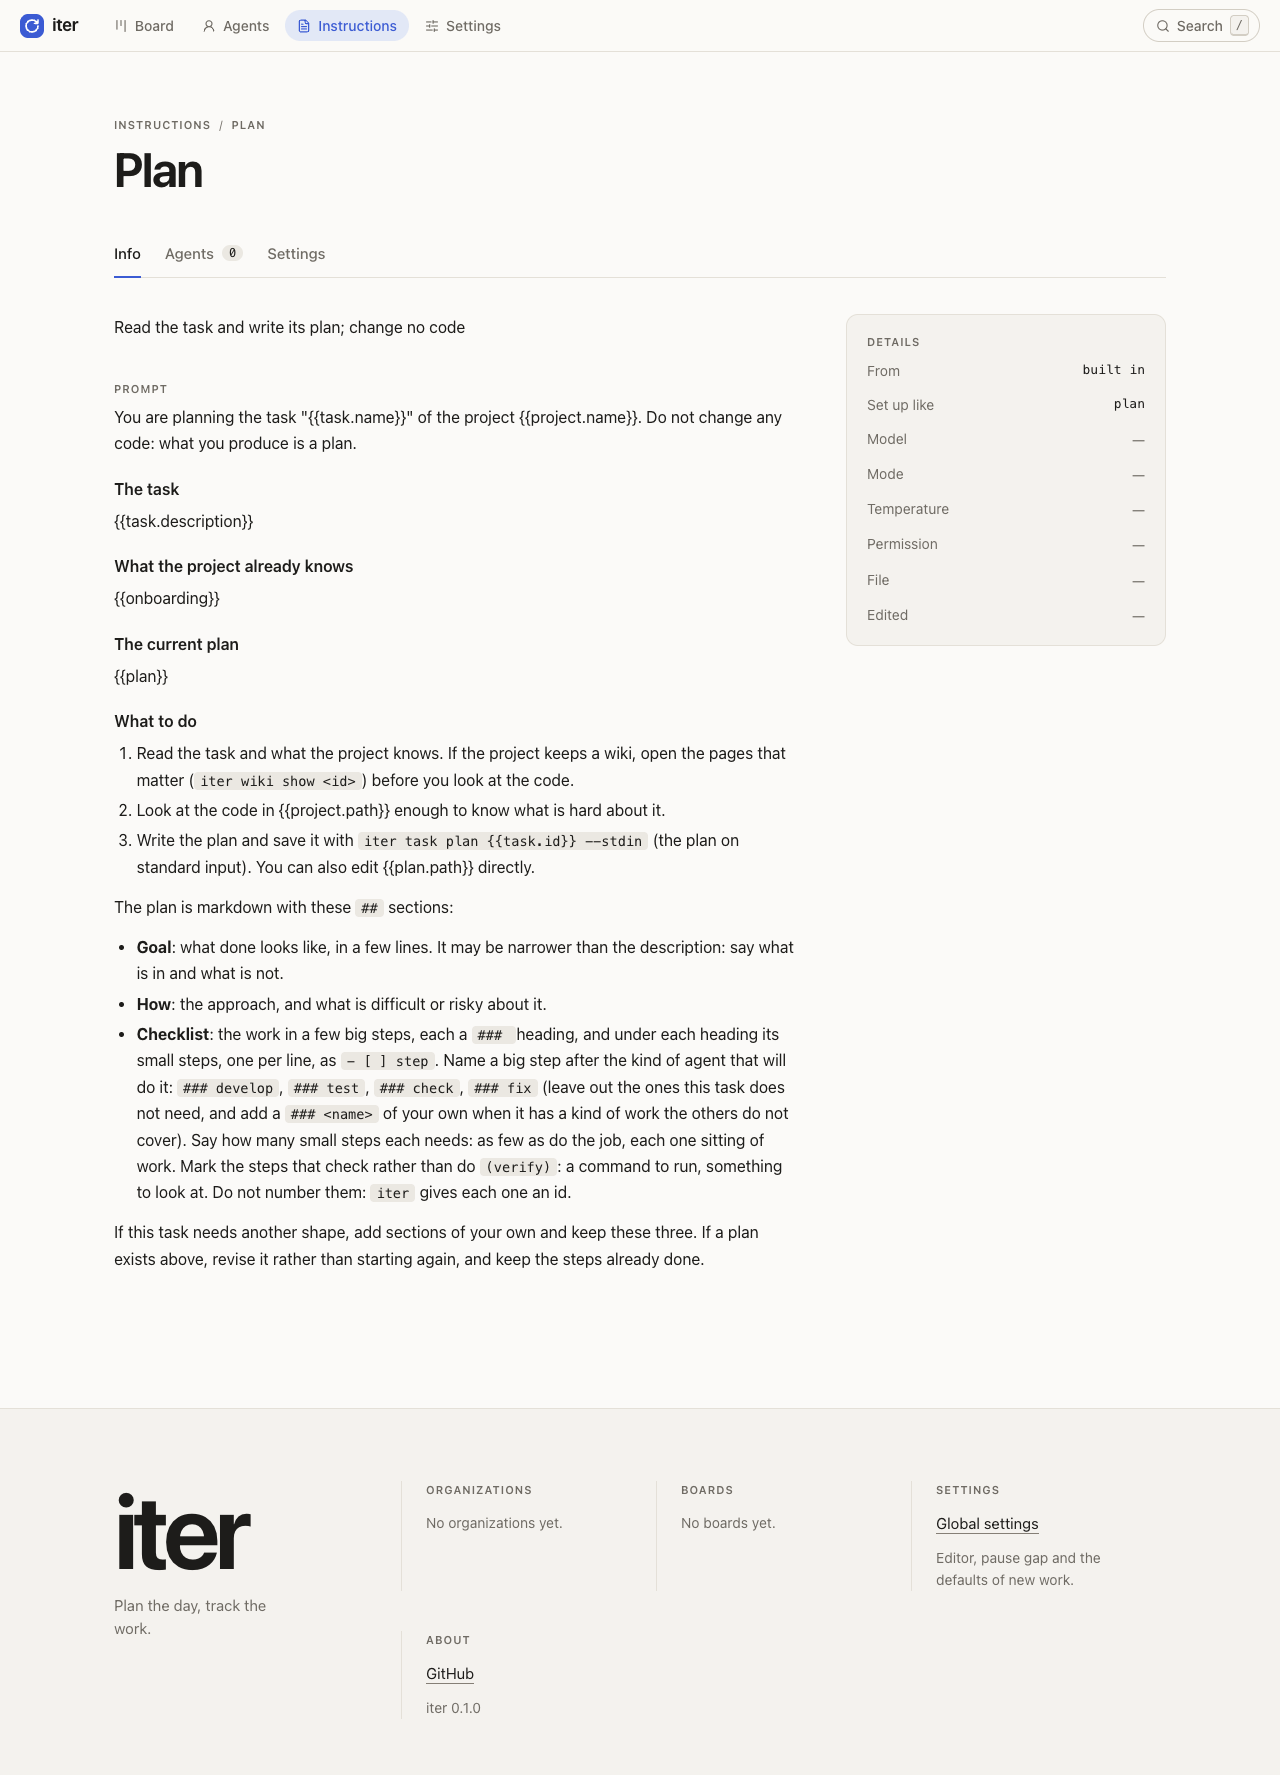 iter
Board
Agents
Instructions
Settings
Search /
INSTRUCTIONS / PLAN
Plan
Info
Agents 0
Settings
Read the task and write its plan; change no code
PROMPT
You are planning the task "{{task.name}}" of the project {{project.name}}. Do not change any
code: what you produce is a plan.
The task
{{task.description}}
What the project already knows
{{onboarding}}
The current plan
{{plan}}
What to do
1. Read the task and what the project knows. If the project keeps a wiki, open the pages that
matter ( iter wiki show <id> ) before you look at the code.
2. Look at the code in {{project.path}} enough to know what is hard about it.
3. Write the plan and save it with iter task plan {{task.id}} --stdin (the plan on
standard input). You can also edit {{plan.path}} directly.
The plan is markdown with these ## sections:
• Goal: what done looks like, in a few lines. It may be narrower than the description: say what
is in and what is not.
• How: the approach, and what is difficult or risky about it.
• Checklist: the work in a few big steps, each a ### heading, and under each heading its
small steps, one per line, as - [ ] step. Name a big step after the kind of agent that will
do it: ### develop, ### test, ### check, ### fix (leave out the ones this task does
not need, and add a ### <name> of your own when it has a kind of work the others do not
cover). Say how many small steps each needs: as few as do the job, each one sitting of
work. Mark the steps that check rather than do (verify): a command to run, something
to look at. Do not number them: iter gives each one an id.
If this task needs another shape, add sections of your own and keep these three. If a plan
exists above, revise it rather than starting again, and keep the steps already done.
DETAILS
From built in
Set up like plan
Model —
Mode —
Temperature —
Permission —
File —
Edited —
iter
Plan the day, track the
work.
ORGANIZATIONS
No organizations yet.
BOARDS
No boards yet.
SETTINGS
Global settings
Editor, pause gap and the
defaults of new work.
ABOUT
GitHub
iter 0.1.0